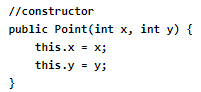 //constructor
public Point(int x, int y) {
    this.x = x;
    this.y = y;
}